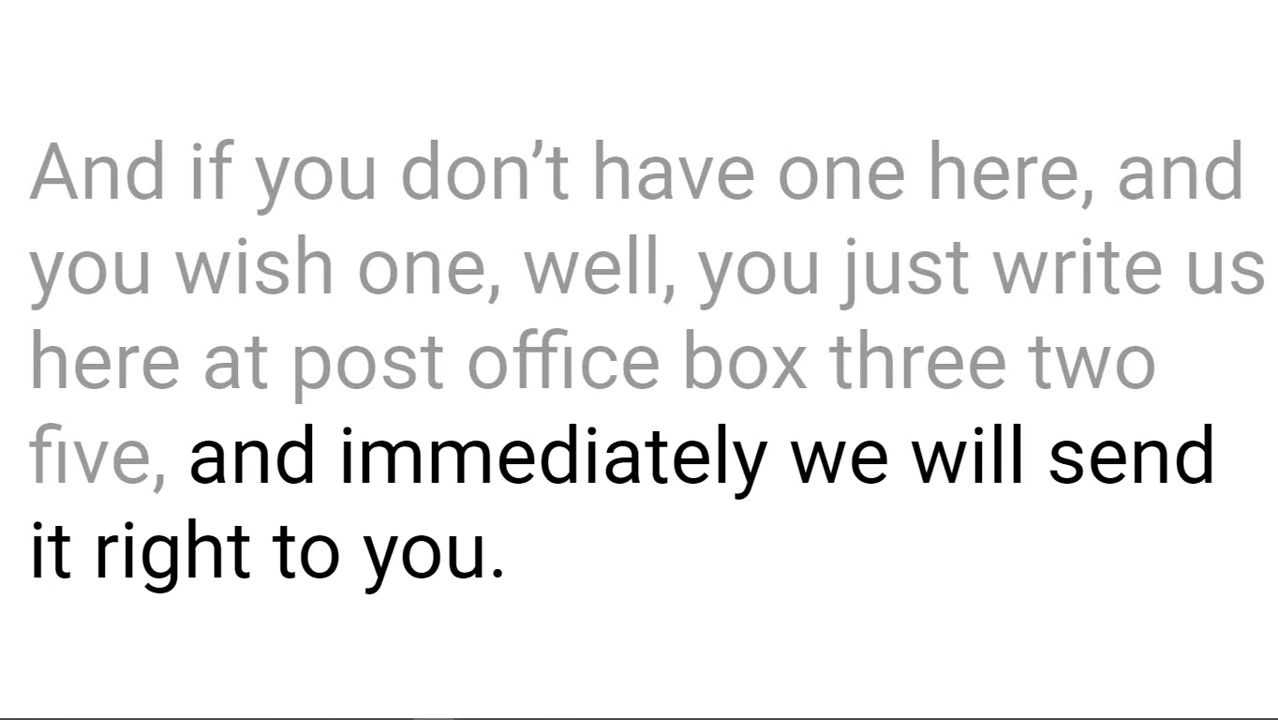 And if you don’t have one here, and
you wish one, well, you just write us
here at post office box three two
five, and immediately we will send
it right to you.